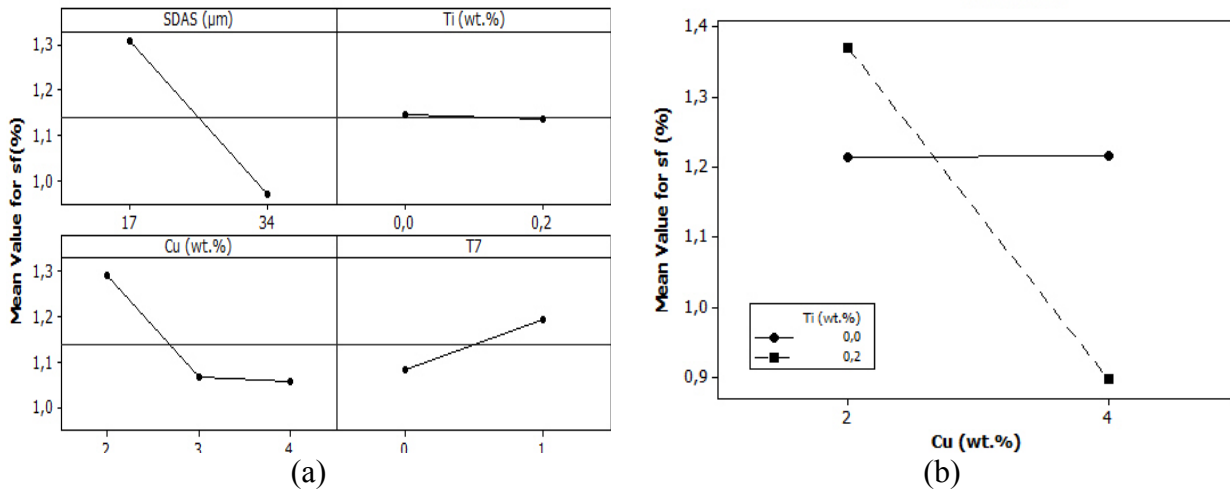 SDAS (µm) Ti (wt.%)
1,3
1,2
1,1
1,0
17 34 0,0 0,2
Cu (wt.%) T7
1,3
1,2
1,1
1,0
2 3 4 0 1
Mean Value for sf(%)
(a)
1,4
1,3
1,2
1,1
1,0
0,9
Mean Value for sf (%)
Ti (wt.%)
0,0
0,2
2 4
Cu (wt.%)
(b)